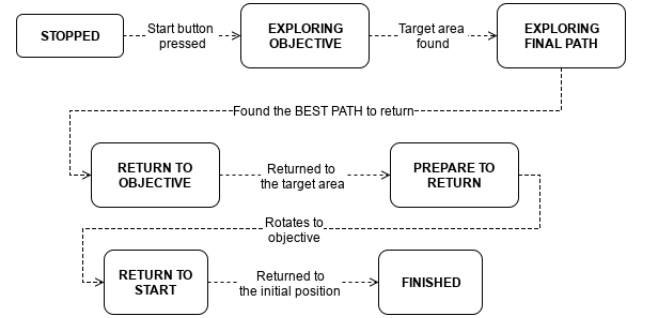 STOPPED
Start button
pressed
EXPLORING
OBJECTIVE
Target area
found
EXPLORING
FINAL PATH
Found the BEST PATH to return
RETURN TO
OBJECTIVE
Returned to
the target area
PREPARE TO
RETURN
Rotates to
objective
RETURN TO
START
Returned to
the initial position
FINISHED